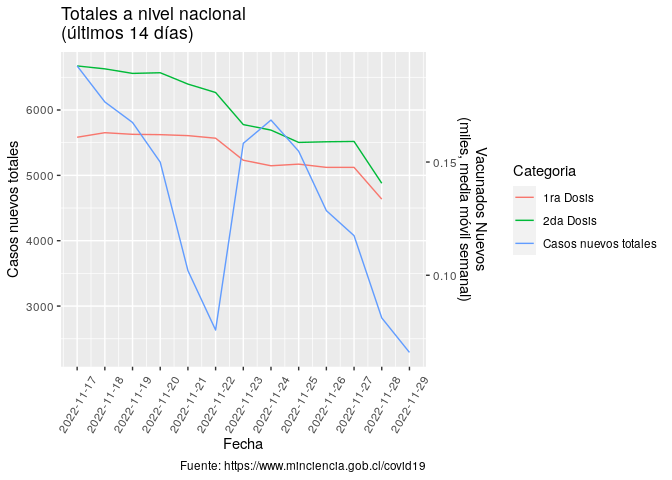 Totales a nivel nacional
(últimos 14 días)
Casos nuevos totales
6000
5000
4000
3000
0.15
0.10
Vacunados Nuevos
(miles, media móvil semanal)
2022-11-17
2022-11-18
2022-11-19
2022-11-20
2022-11-21
2022-11-22
2022-11-23
2022-11-24
2022-11-25
2022-11-26
2022-11-27
2022-11-28
2022-11-29
Fecha
Categoria
1ra Dosis
2da Dosis
Casos nuevos totales
Fuente: https://www.minciencia.gob.cl/covid19